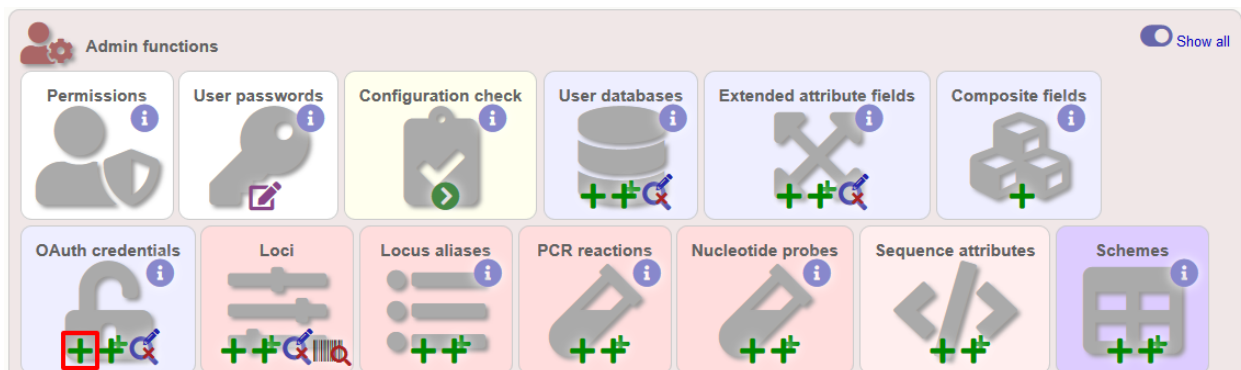 Admin functions
Show all
Permissions
User passwords
Configuration check
User databases
Extended attribute fields
Composite fields
OAuth credentials
Loci
Locus aliases
PCR reactions
Nucleotide probes
Sequence attributes
Schemes